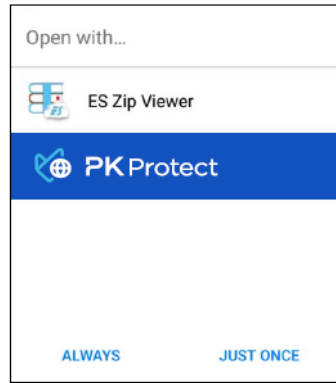 Open with...
ES Zip Viewer
PK Protect
ALWAYS JUST ONCE